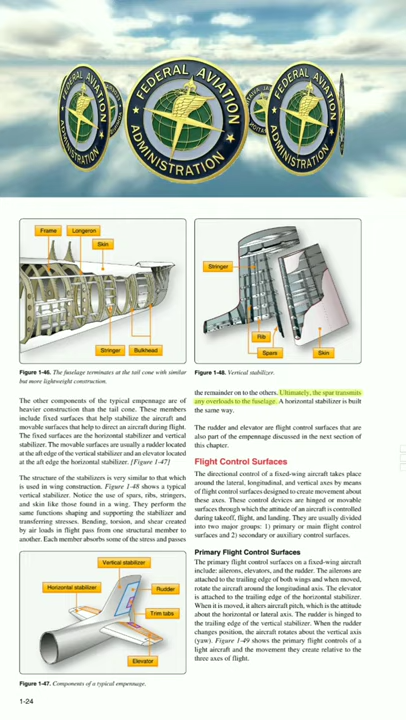 FEDERAL AVIATION
ADMINISTRATION
FEDERAL AVIATION
ADMINISTRATION
FEDERAL AVIATION
ADMINISTRATION
Frame
Longeron
Skin
Stringer
Bulkhead
Figure 1-46. The fuselage terminates at the tail cone with similar
but more lightweight construction.
The other components of the typical empennage are of
heavier construction than the tail cone. These members
include fixed surfaces that help stabilize the aircraft and
movable surfaces that help to direct an aircraft during flight.
The fixed surfaces are the horizontal stabilizer and vertical
stabilizer. The movable surfaces are usually a rudder located
at the aft edge of the vertical stabilizer and an elevator located
at the aft edge the horizontal stabilizer. [Figure 1-47]
The structure of the stabilizers is very similar to that which
is used in wing construction. Figure 1-48 shows a typical
vertical stabilizer. Notice the use of spars, ribs, stringers,
and skin like those found in a wing. They perform the
same functions shaping and supporting the stabilizer and
transferring stresses. Bending, torsion, and shear created
by air loads in flight pass from one structural member to
another. Each member absorbs some of the stress and passes
Vertical stabilizer
Horizontal stabilizer
Rudder
Trim tabs
Elevator
Figure 1-47. Components of a typical empennage.
1-24
Stringer
Rib
Spars
Skin
Figure 1-48. Vertical stabilizer.
the remainder on to the others. Ultimately, the spar transmits
any overloads to the fuselage. A horizontal stabilizer is built
the same way.
The rudder and elevator are flight control surfaces that are
also part of the empennage discussed in the next section of
this chapter.
Flight Control Surfaces
The directional control of a fixed-wing aircraft takes place
around the lateral, longitudinal, and vertical axes by means
of flight control surfaces designed to create movement about
these axes. These control devices are hinged or movable
surfaces through which the attitude of an aircraft is controlled
during takeoff, flight, and landing. They are usually divided
into two major groups: 1) primary or main flight control
surfaces and 2) secondary or auxiliary control surfaces.
Primary Flight Control Surfaces
The primary flight control surfaces on a fixed-wing aircraft
include: ailerons, elevators, and the rudder. The ailerons are
attached to the trailing edge of both wings and when moved,
rotate the aircraft around the longitudinal axis. The elevator
is attached to the trailing edge of the horizontal stabilizer.
When it is moved, it alters aircraft pitch, which is the attitude
about the horizontal or lateral axis. The rudder is hinged to
the trailing edge of the vertical stabilizer. When the rudder
changes position, the aircraft rotates about the vertical axis
(yaw). Figure 1-49 shows the primary flight controls of a
light aircraft and the movement they create relative to the
three axes of flight.